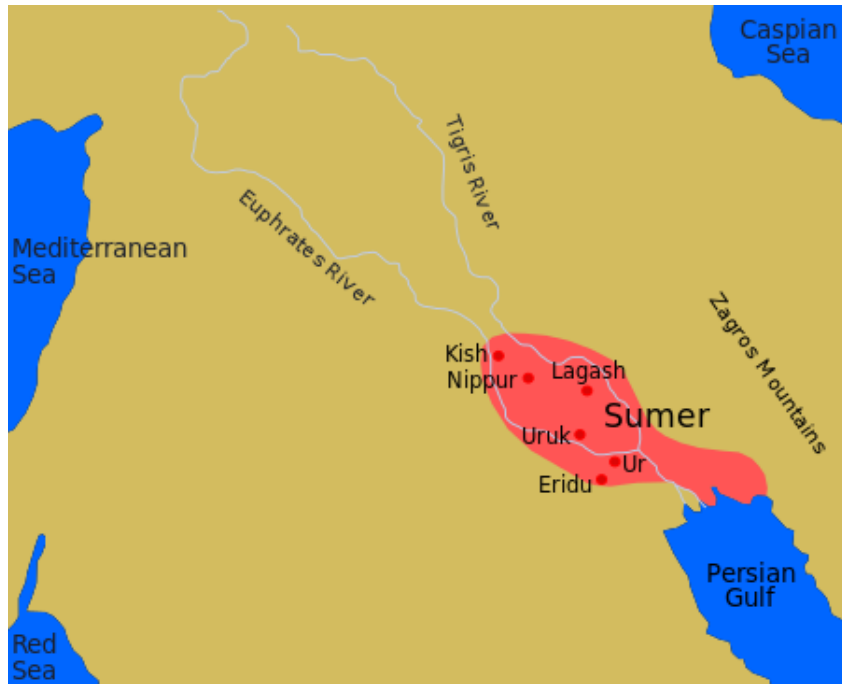 Caspian
Sea
Tigris River
Euphrates River
Mediterranean
Sea
Zagros Mountains
Kish
Nippur
Lagash
Sumer
Uruk
Ur
Eridu
Persian
Gulf
Red
Sea